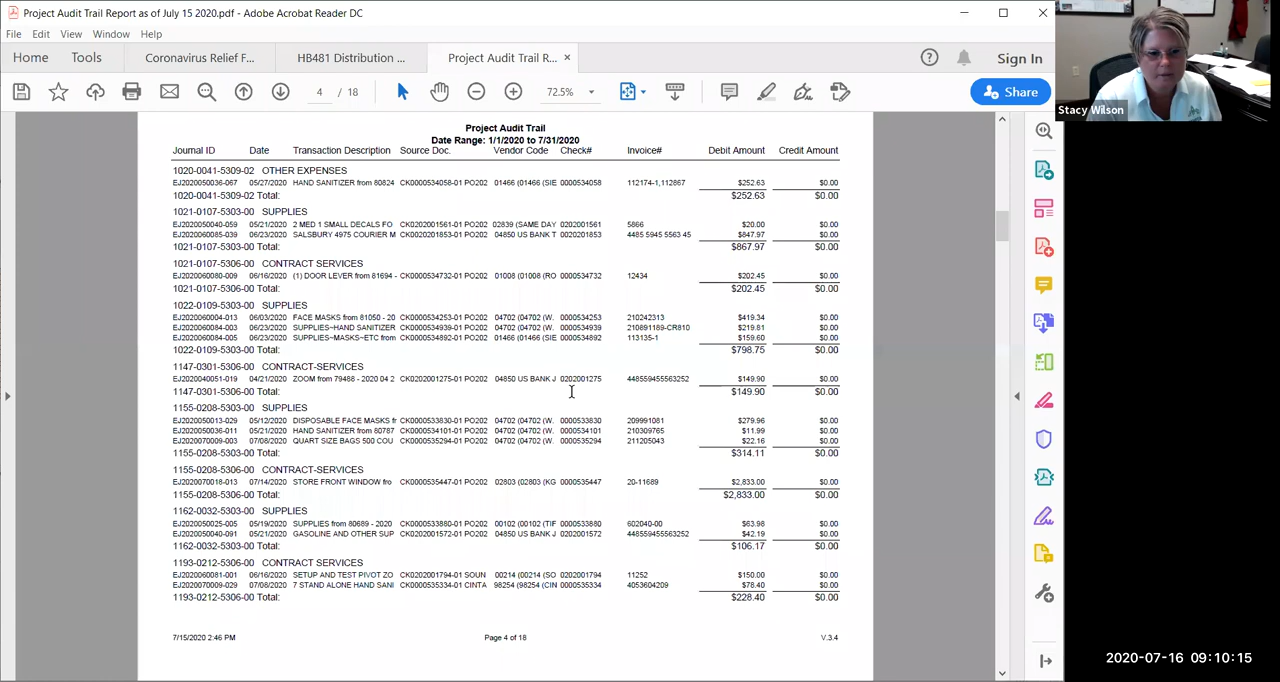 Project Audit Trail Report as of July 15 2020.pdf - Adobe Acrobat Reader DC
File Edit View Window Help
Home Tools Coronavirus Relief F... HB481 Distribution ... Project Audit Trail R... × Sign In
4 / 18 72.5% Share
Stacy Wilson
Project Audit Trail
Date Range: 1/1/2020 to 7/31/2020
Journal ID Date Transaction Description Source Doc. Vendor Code Check# Invoice# Debit Amount Credit Amount
1020-0041-5309-02 OTHER EXPENSES
EJ2020050036-067 05/27/2020 HAND SANITIZER from 80824 CK0000534058-01 PO202 01466 (01466 (SIE 0000534058 112174-1,112867 $252.63 $0.00
1020-0041-5309-02 Total: $252.63 $0.00
1021-0107-5303-00 SUPPLIES
EJ2020050040-059 05/21/2020 2 MED 1 SMALL DECALS FO CK0202001561-01 PO202 02839 (SAME DAY 0202001561 5866 $20.00 $0.00
EJ2020060085-039 06/23/2020 SALSBURY 4975 COURIER M CK0202001853-01 PO202 04850 US BANK T 0202001853 4485 5945 5563 45 $847.97 $0.00
1021-0107-5303-00 Total: $867.97 $0.00
1021-0107-5306-00 CONTRACT SERVICES
EJ2020060080-009 06/16/2020 (1) DOOR LEVER from 81694 - CK0000534732-01 PO202 01008 (01008 (RO 0000534732 12434 $202.45 $0.00
1021-0107-5306-00 Total: $202.45 $0.00
1022-0109-5303-00 SUPPLIES
EJ2020060004-013 06/03/2020 FACE MASKS from 81050 - 20 CK0000534253-01 PO202 04702 (04702 (W. 0000534253 210242313 $419.34 $0.00
EJ2020060084-003 06/23/2020 SUPPLIES~HAND SANITIZER CK0000534939-01 PO202 04702 (04702 (W. 0000534939 210891189-CR810 $219.81 $0.00
EJ2020060084-005 06/23/2020 SUPPLIES~MASKS~ETC from CK0000534892-01 PO202 01466 (01466 (SIE 0000534892 113135-1 $159.60 $0.00
1022-0109-5303-00 Total: $798.75 $0.00
1147-0301-5306-00 CONTRACT-SERVICES
EJ2020040051-019 04/21/2020 ZOOM from 79488 - 2020 04 2 CK0202001275-01 PO202 04850 US BANK J 0202001275 448559455563252 $149.90 $0.00
1147-0301-5306-00 Total: $149.90 $0.00
1155-0208-5303-00 SUPPLIES
EJ2020050013-029 05/12/2020 DISPOSABLE FACE MASKS fr CK0000533830-01 PO202 04702 (04702 (W. 0000533830 209991081 $279.96 $0.00
EJ2020050036-011 05/21/2020 HAND SANITIZER from 80787 CK0000534101-01 PO202 04702 (04702 (W. 0000534101 210309765 $11.99 $0.00
EJ2020070009-003 07/08/2020 QUART SIZE BAGS 500 COU CK0000535294-01 PO202 04702 (04702 (W. 0000535294 211205043 $22.16 $0.00
1155-0208-5303-00 Total: $314.11 $0.00
1155-0208-5306-00 CONTRACT-SERVICES
EJ2020070018-013 07/14/2020 STORE FRONT WINDOW fro CK0000535447-01 PO202 02803 (02803 (KG 0000535447 20-11689 $2,833.00 $0.00
1155-0208-5306-00 Total: $2,833.00 $0.00
1162-0032-5303-00 SUPPLIES
EJ2020050025-005 05/19/2020 SUPPLIES from 80689 - 2020 CK0000533880-01 PO202 00102 (00102 (TIF 0000533880 602040-00 $63.98 $0.00
EJ2020050040-091 05/21/2020 GASOLINE AND OTHER SUP CK0202001572-01 PO202 04850 US BANK J 0202001572 448559455563252 $42.19 $0.00
1162-0032-5303-00 Total: $106.17 $0.00
1193-0212-5306-00 CONTRACT SERVICES
EJ2020060081-001 06/16/2020 SETUP AND TEST PIVOT ZO CK0202001794-01 SOUN 00214 (00214 (SO 0202001794 11252 $150.00 $0.00
EJ2020070009-029 07/08/2020 7 STAND ALONE HAND SANI CK0000535334-01 CINTA 98254 (98254 (CIN 0000535334 4053604209 $78.40 $0.00
1193-0212-5306-00 Total: $228.40 $0.00
7/15/2020 2:46 PM Page 4 of 18 V.3.4
2020-07-16 09:10:15